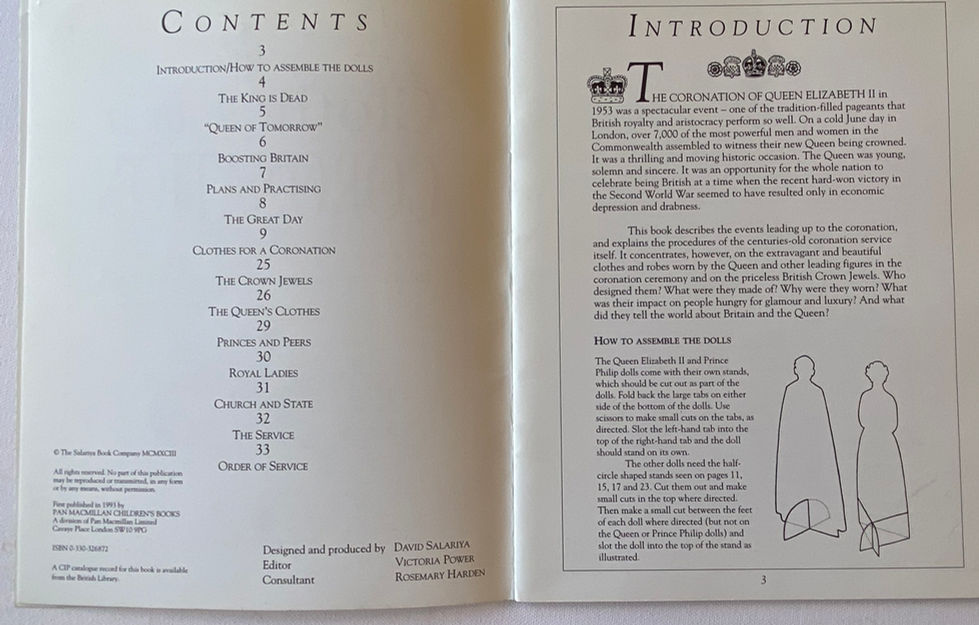 CONTENTS
3
INTRODUCTION/HOW TO ASSEMBLE THE DOLLS
4
THE KING IS DEAD
5
"QUEEN OF TOMORROW"
6
BOOSTING BRITAIN
7
PLANS AND PRACTISING
8
THE GREAT DAY
9
CLOTHES FOR A CORONATION
25
THE CROWN JEWELS
26
THE QUEEN'S CLOTHES
29
PRINCES AND PEERS
30
ROYAL LADIES
31
CHURCH AND STATE
32
THE SERVICE
33
ORDER OF SERVICE
© The Salariya Book Company MCMXCIII
All rights reserved. No part of this publication
may be reproduced or transmitted, in any form
or by any means, without permission.
First published in 1993 by
PAN MACMILLAN CHILDREN'S BOOKS
A division of Pan Macmillan Limited
Cavaye Place London SW10 9PG
ISBN 0-330-326872
A CIP catalogue record for this book is available
from the British Library.
Designed and produced by DAVID SALARIYA
Editor VICTORIA POWER
Consultant ROSEMARY HARDEN
INTRODUCTION
THE CORONATION OF QUEEN ELIZABETH II in
1953 was a spectacular event – one of the tradition-filled pageants that
British royalty and aristocracy perform so well. On a cold June day in
London, over 7,000 of the most powerful men and women in the
Commonwealth assembled to witness their new Queen being crowned.
It was a thrilling and moving historic occasion. The Queen was young,
solemn and sincere. It was an opportunity for the whole nation to
celebrate being British at a time when the recent hard-won victory in
the Second World War seemed to have resulted only in economic
depression and drabness.
This book describes the events leading up to the coronation,
and explains the procedures of the centuries-old coronation service
itself. It concentrates, however, on the extravagant and beautiful
clothes and robes worn by the Queen and other leading figures in the
coronation ceremony and on the priceless British Crown Jewels. Who
designed them? What were they made of? Why were they worn? What
was their impact on people hungry for glamour and luxury? And what
did they tell the world about Britain and the Queen?
HOW TO ASSEMBLE THE DOLLS
The Queen Elizabeth II and Prince
Philip dolls come with their own stands,
which should be cut out as part of the
dolls. Fold back the large tabs on either
side of the bottom of the dolls. Use
scissors to make small cuts on the tabs, as
directed. Slot the left-hand tab into the
top of the right-hand tab and the doll
should stand on its own.
The other dolls need the half-
circle shaped stands seen on pages 11,
15, 17 and 23. Cut them out and make
small cuts in the top where directed.
Then make a small cut between the feet
of each doll where directed (but not on
the Queen or Prince Philip dolls) and
slot the doll into the top of the stand as
illustrated.
3